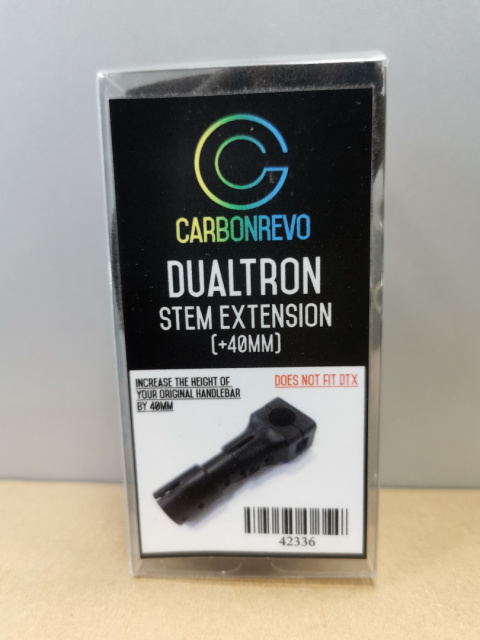 CARBONREVO
DUALTRON
STEM EXTENSION
(+40MM)
INCREASE THE HEIGHT OF
YOUR ORIGINAL HANDLEBAR
BY 40MM
DOES NOT FIT DTX
42336